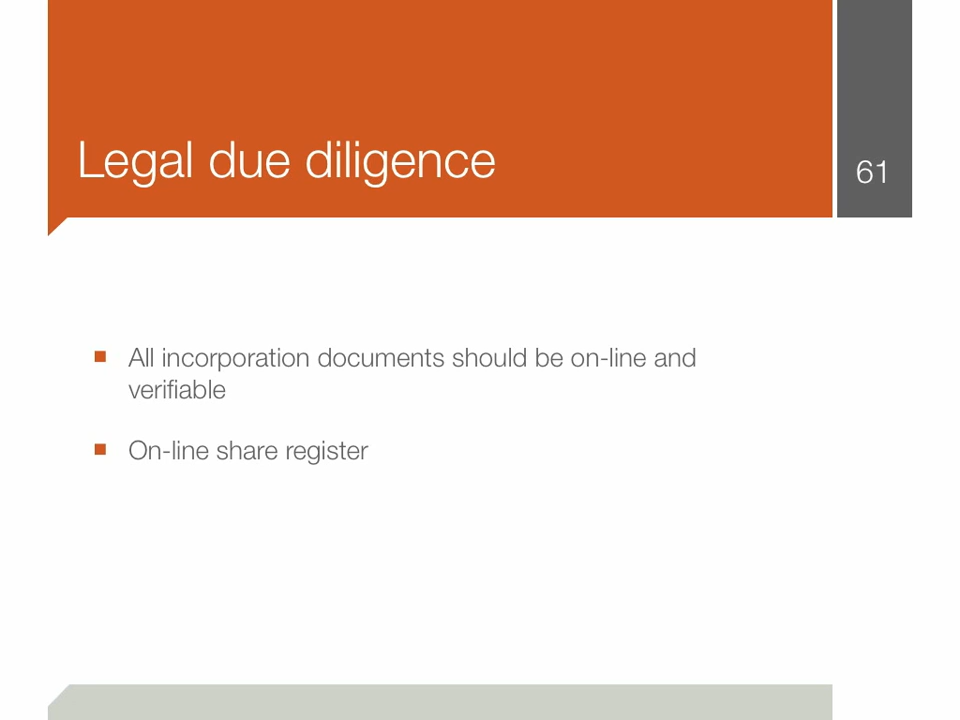 Legal due diligence
61
All incorporation documents should be on-line and
verifiable
On-line share register